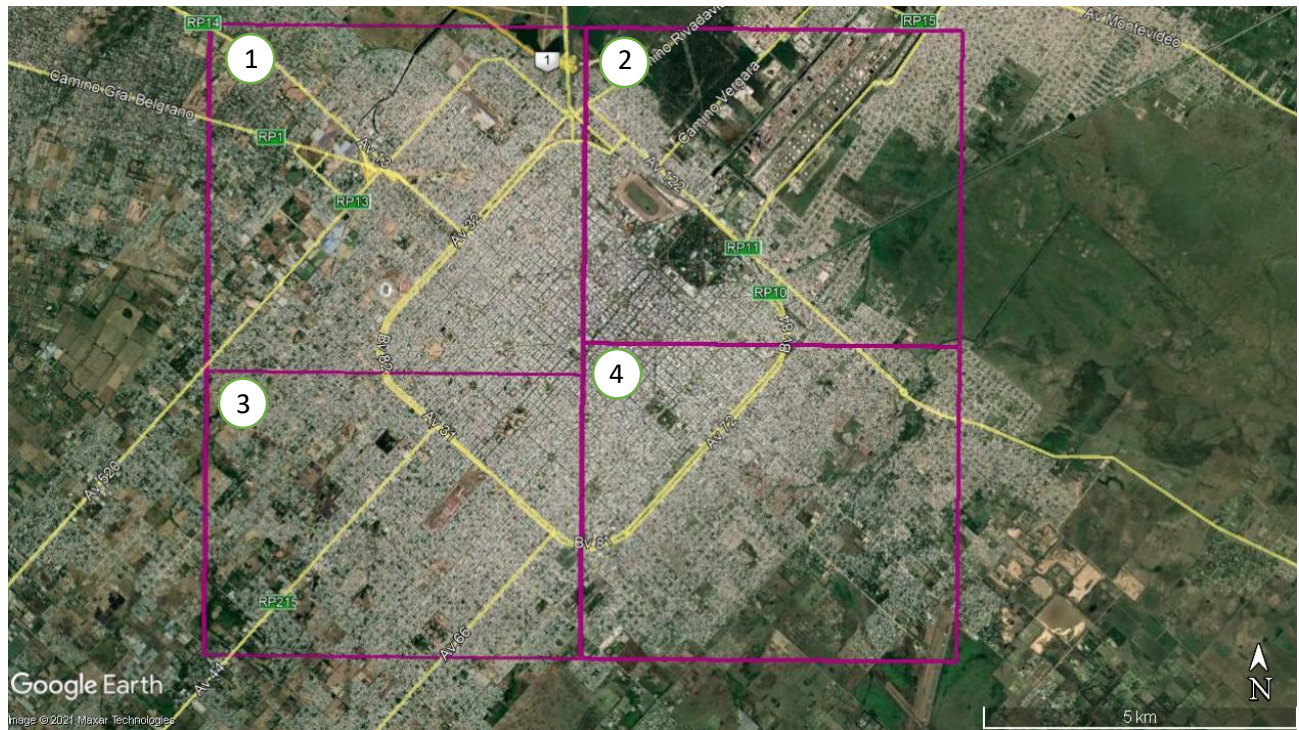 RP14
RP15
Av Montevideo
1
1
2
Camino Rivadavia
Camino Gral Belgrano
Camino Vergara
RP1
Av 13
Av 122
RP13
Av 32
RP11
RP10
Bv 82
Bv 84
3
4
Av 31
Av 72
Av 520
Bv 81
RP215
Av 66
Av 44
Google Earth
mage © 2021 Maxar Technologies
N
5 km